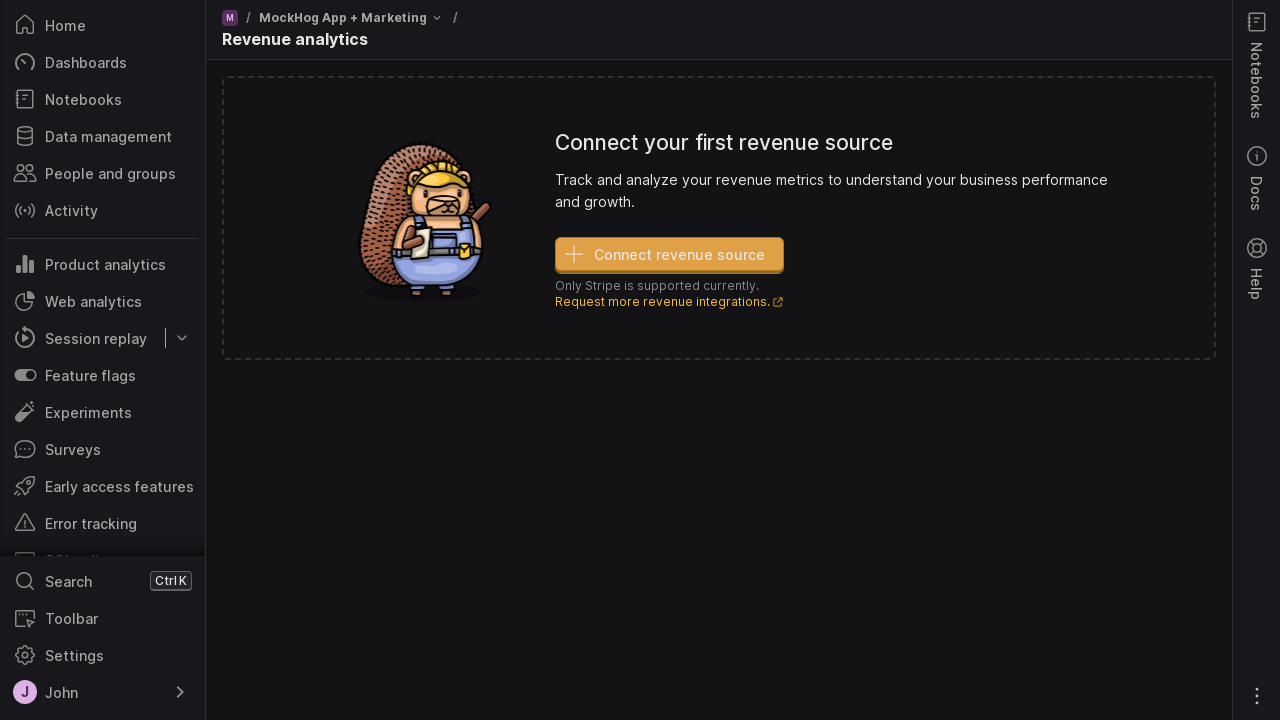 Home
Dashboards
Notebooks
Data management
People and groups
Activity
Product analytics
Web analytics
Session replay
Feature flags
Experiments
Surveys
Early access features
Error tracking
Search Ctrl K
Toolbar
Settings
J John
M / MockHog App + Marketing /
Revenue analytics
Connect your first revenue source
Track and analyze your revenue metrics to understand your business performance
and growth.
Connect revenue source
Only Stripe is supported currently.
Request more revenue integrations.
Notebooks
Docs
Help